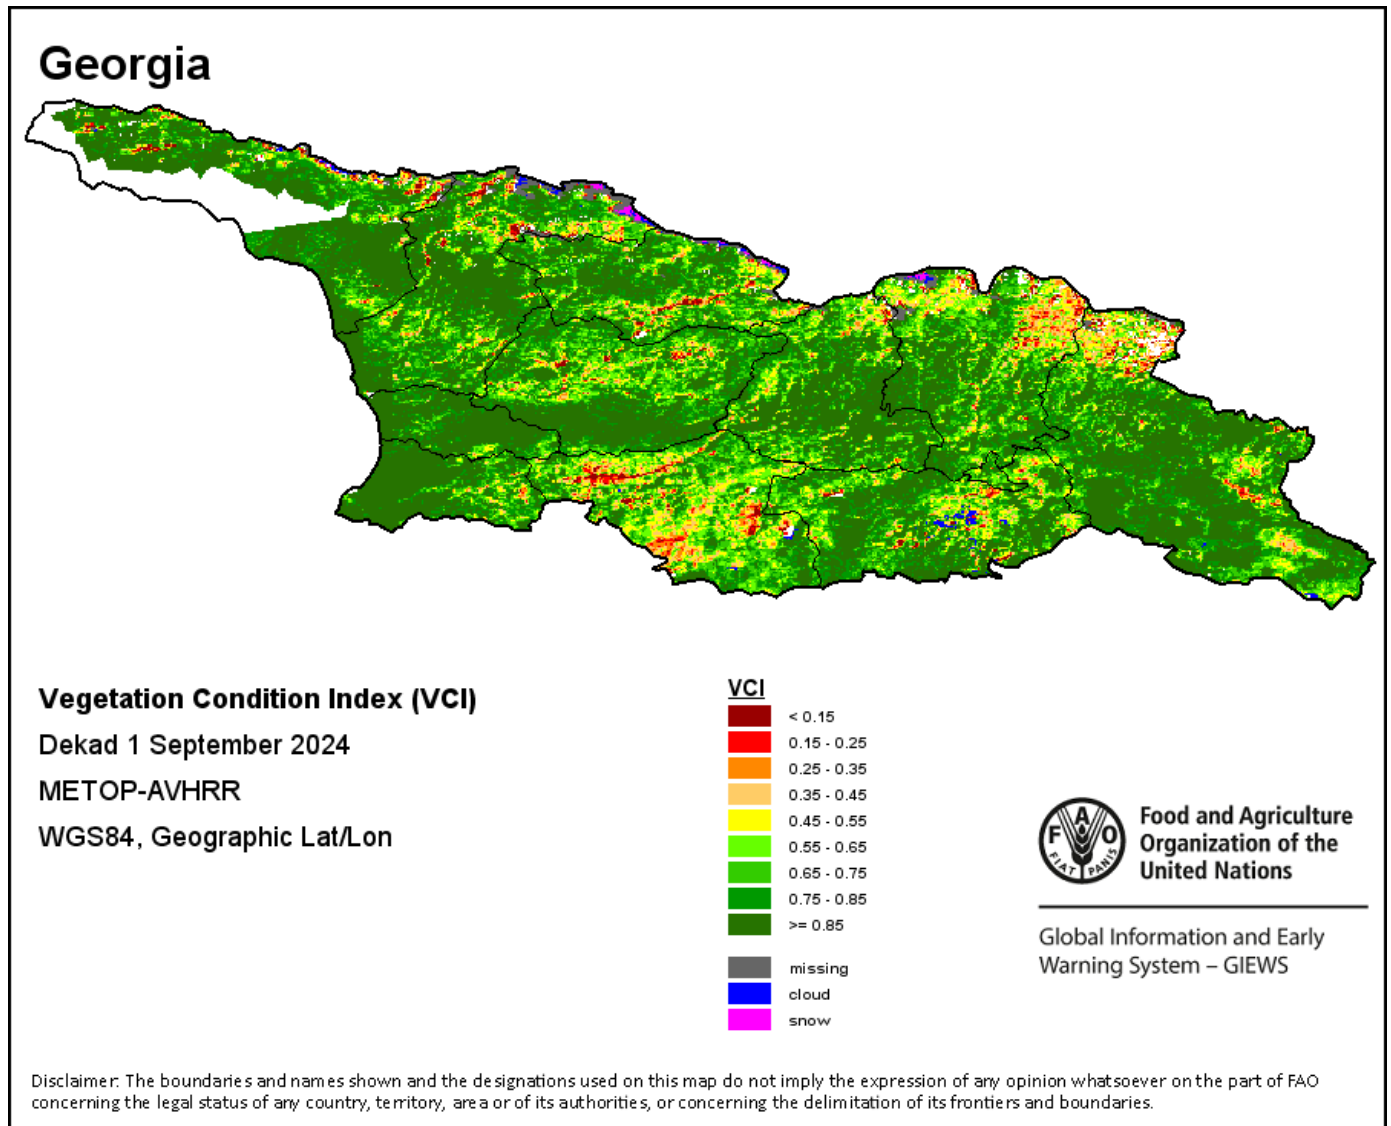 Georgia
Vegetation Condition Index (VCI)
Dekad 1 September 2024
METOP-AVHRR
WGS84, Geographic Lat/Lon
VCI
< 0.15
0.15 - 0.25
0.25 - 0.35
0.35 - 0.45
0.45 - 0.55
0.55 - 0.65
0.65 - 0.75
0.75 - 0.85
>= 0.85
missing
cloud
snow
F A O
FIAT PANIS
Food and Agriculture
Organization of the
United Nations
Global Information and Early
Warning System – GIEWS
Disclaimer: The boundaries and names shown and the designations used on this map do not imply the expression of any opinion whatsoever on the part of FAO
concerning the legal status of any country, territory, area or of its authorities, or concerning the delimitation of its frontiers and boundaries.